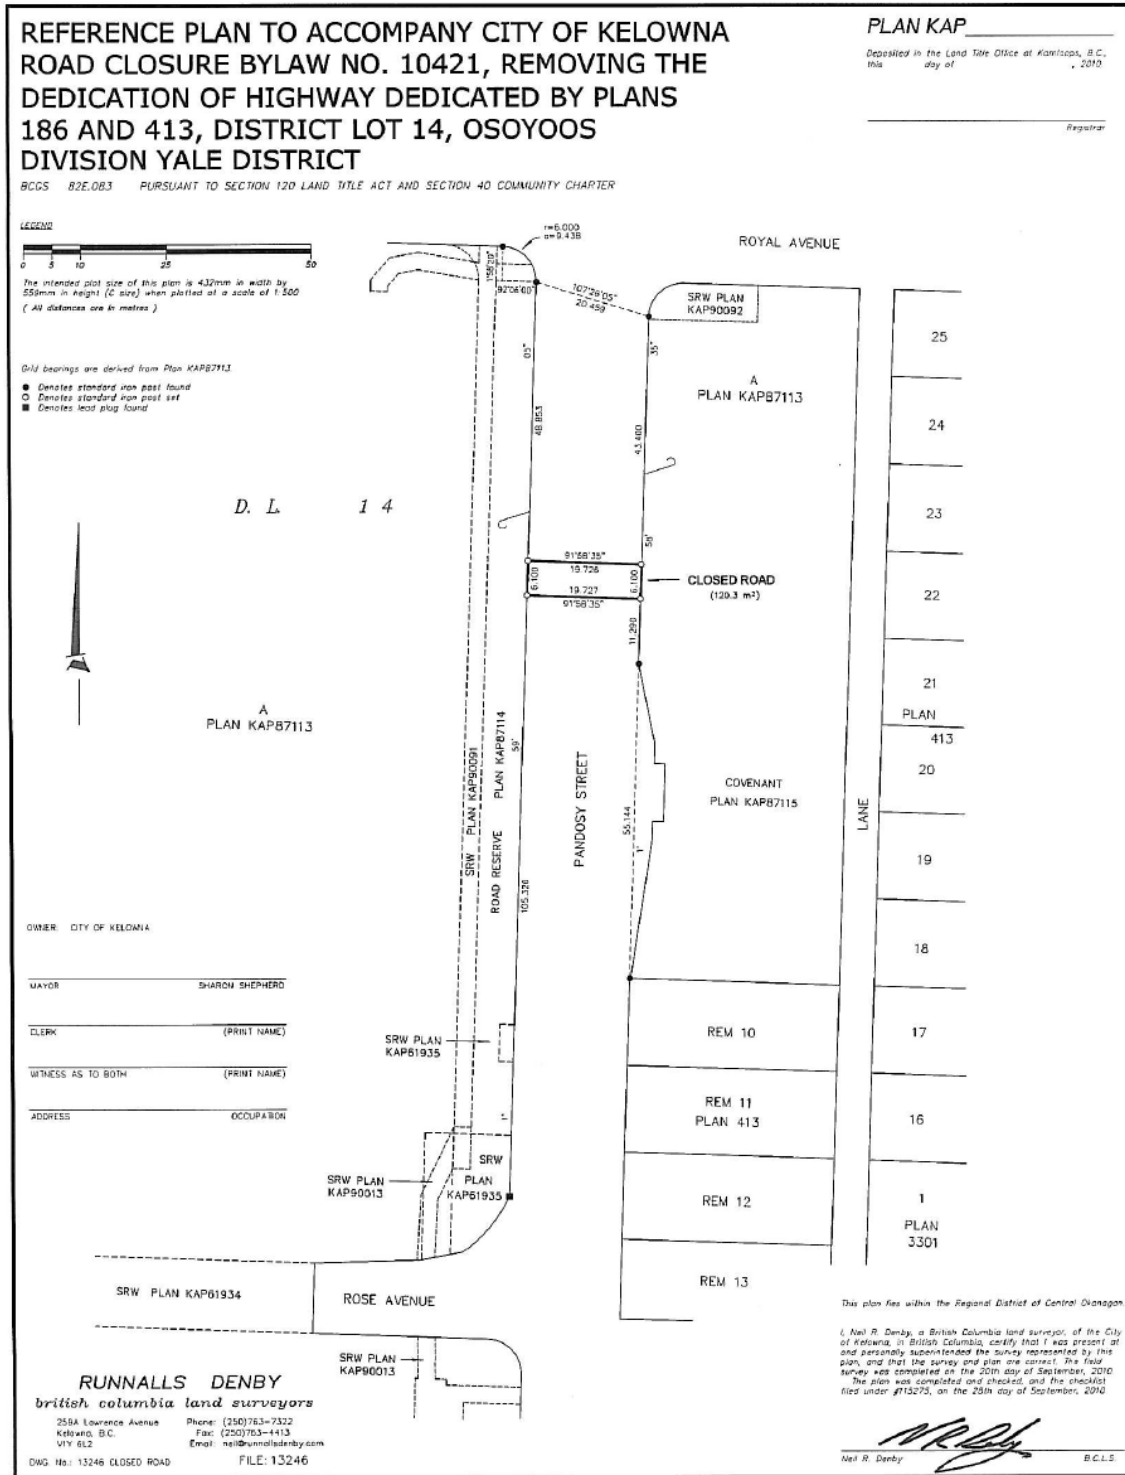 REFERENCE PLAN TO ACCOMPANY CITY OF KELOWNA
ROAD CLOSURE BYLAW NO. 10421, REMOVING THE
DEDICATION OF HIGHWAY DEDICATED BY PLANS
186 AND 413, DISTRICT LOT 14, OSOYOOS
DIVISION YALE DISTRICT
BCGS 82E.083 PURSUANT TO SECTION 120 LAND TITLE ACT AND SECTION 40 COMMUNITY CHARTER
PLAN KAP
Deposited in the Land Title Office at Kamloops, B.C.,
this day of , 2010.
Registrar
LEGEND
0 5 10 25 50
The intended plot size of this plan is 432mm in width by
559mm in height (C size) when plotted at a scale of 1:500
( All distances are in metres )
Grid bearings are derived from Plan KAP87113.
Denotes standard iron post found
Denotes standard iron post set
Denotes lead plug found
r=6.000
a=9.438
ROYAL AVENUE
1°58'20"
92°06'00"
107°26'05"
20.459
SRW PLAN
KAP90092
05"
35"
A
PLAN KAP87113
48.853
43.400
58'
D. L. 1 4
91°58'35"
19.726
6.100
6.100
19.727
91°58'35"
CLOSED ROAD
(120.3 m²)
11.290
25
24
23
22
21
PLAN
413
20
19
18
17
16
1
PLAN
3301
A
PLAN KAP87113
SRW PLAN KAP90091
ROAD RESERVE PLAN KAP87114
59'
105.326
PANDOSY STREET
55.144
1°
COVENANT
PLAN KAP87115
LANE
OWNER: CITY OF KELOWNA
MAYOR SHARON SHEPHERD
CLERK (PRINT NAME)
WITNESS AS TO BOTH (PRINT NAME)
ADDRESS OCCUPATION
SRW PLAN
KAP61935
1°
REM 10
REM 11
PLAN 413
REM 12
REM 13
SRW PLAN
KAP90013
SRW
PLAN
KAP61935
SRW PLAN KAP61934
ROSE AVENUE
SRW PLAN
KAP90013
This plan lies within the Regional District of Central Okanagan.
I, Neil R. Denby, a British Columbia land surveyor, of the City
of Kelowna, in British Columbia, certify that I was present at
and personally superintended the survey represented by this
plan, and that the survey and plan are correct. The field
survey was completed on the 20th day of September, 2010.
The plan was completed and checked, and the checklist
filed under #115275, on the 28th day of September, 2010.
Neil R. Denby B.C.L.S.
RUNNALLS DENBY
british columbia land surveyors
259A Lawrence Avenue Phone: (250)763-7322
Kelowna, B.C. Fax: (250)763-4413
V1Y 6L2 Email: neil@runnallsdenby.com
DWG. No.: 13246 CLOSED ROAD FILE: 13246